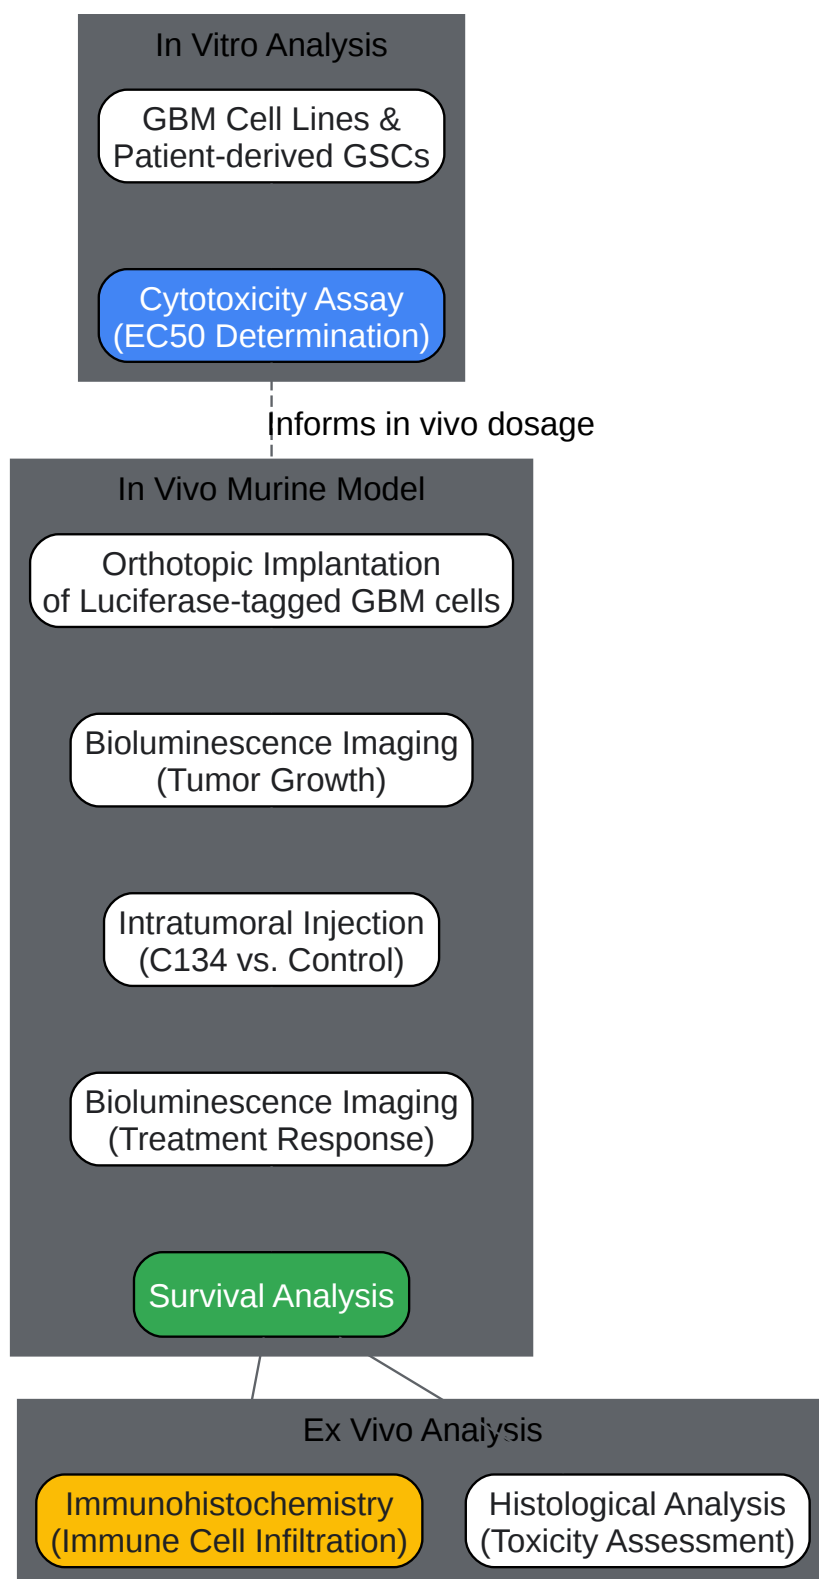 In Vitro Analysis
GBM Cell Lines &
Patient-derived GSCs
Cytotoxicity Assay
(EC50 Determination)
Informs in vivo dosage
In Vivo Murine Model
Orthotopic Implantation
of Luciferase-tagged GBM cells
Bioluminescence Imaging
(Tumor Growth)
Intratumoral Injection
(C134 vs. Control)
Bioluminescence Imaging
(Treatment Response)
Survival Analysis
Ex Vivo Analysis
Immunohistochemistry
(Immune Cell Infiltration)
Histological Analysis
(Toxicity Assessment)